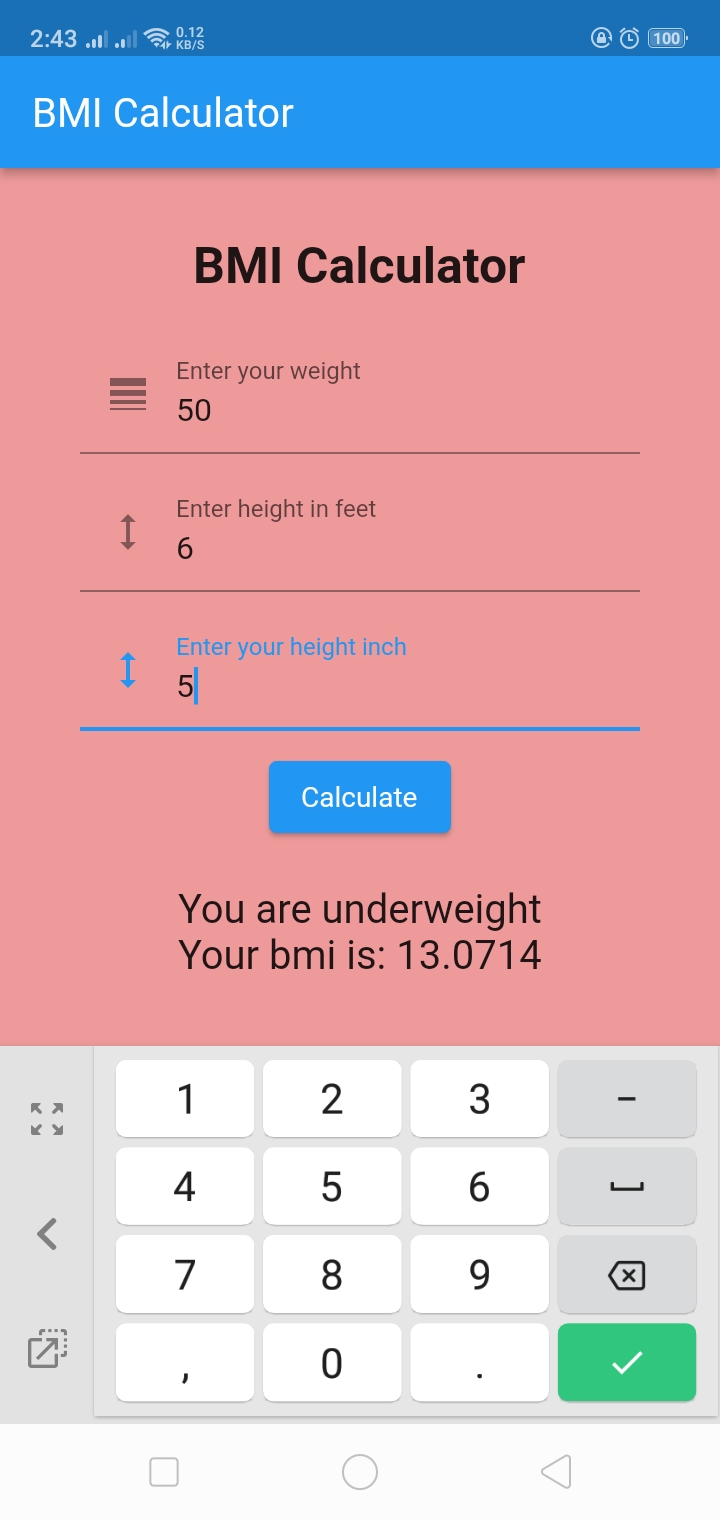 2:43 0.12 KB/S 100
BMI Calculator
BMI Calculator
Enter your weight
50
Enter height in feet
6
Enter your height inch
5
Calculate
You are underweight
Your bmi is: 13.0714
1 2 3 -
4 5 6
7 8 9
, 0 .